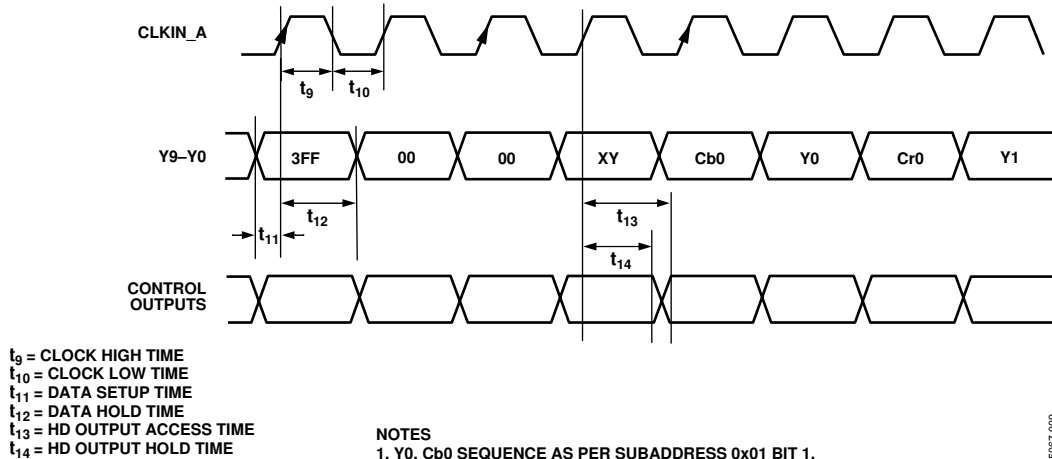 CLKIN_A
t9 t10
Y9–Y0 3FF 00 00 XY Cb0 Y0 Cr0 Y1
t12 t13
t11
t14
CONTROL
OUTPUTS
t9 = CLOCK HIGH TIME
t10 = CLOCK LOW TIME
t11 = DATA SETUP TIME
t12 = DATA HOLD TIME
t13 = HD OUTPUT ACCESS TIME
t14 = HD OUTPUT HOLD TIME
NOTES
1. Y0, Cb0 SEQUENCE AS PER SUBADDRESS 0x01 BIT 1.